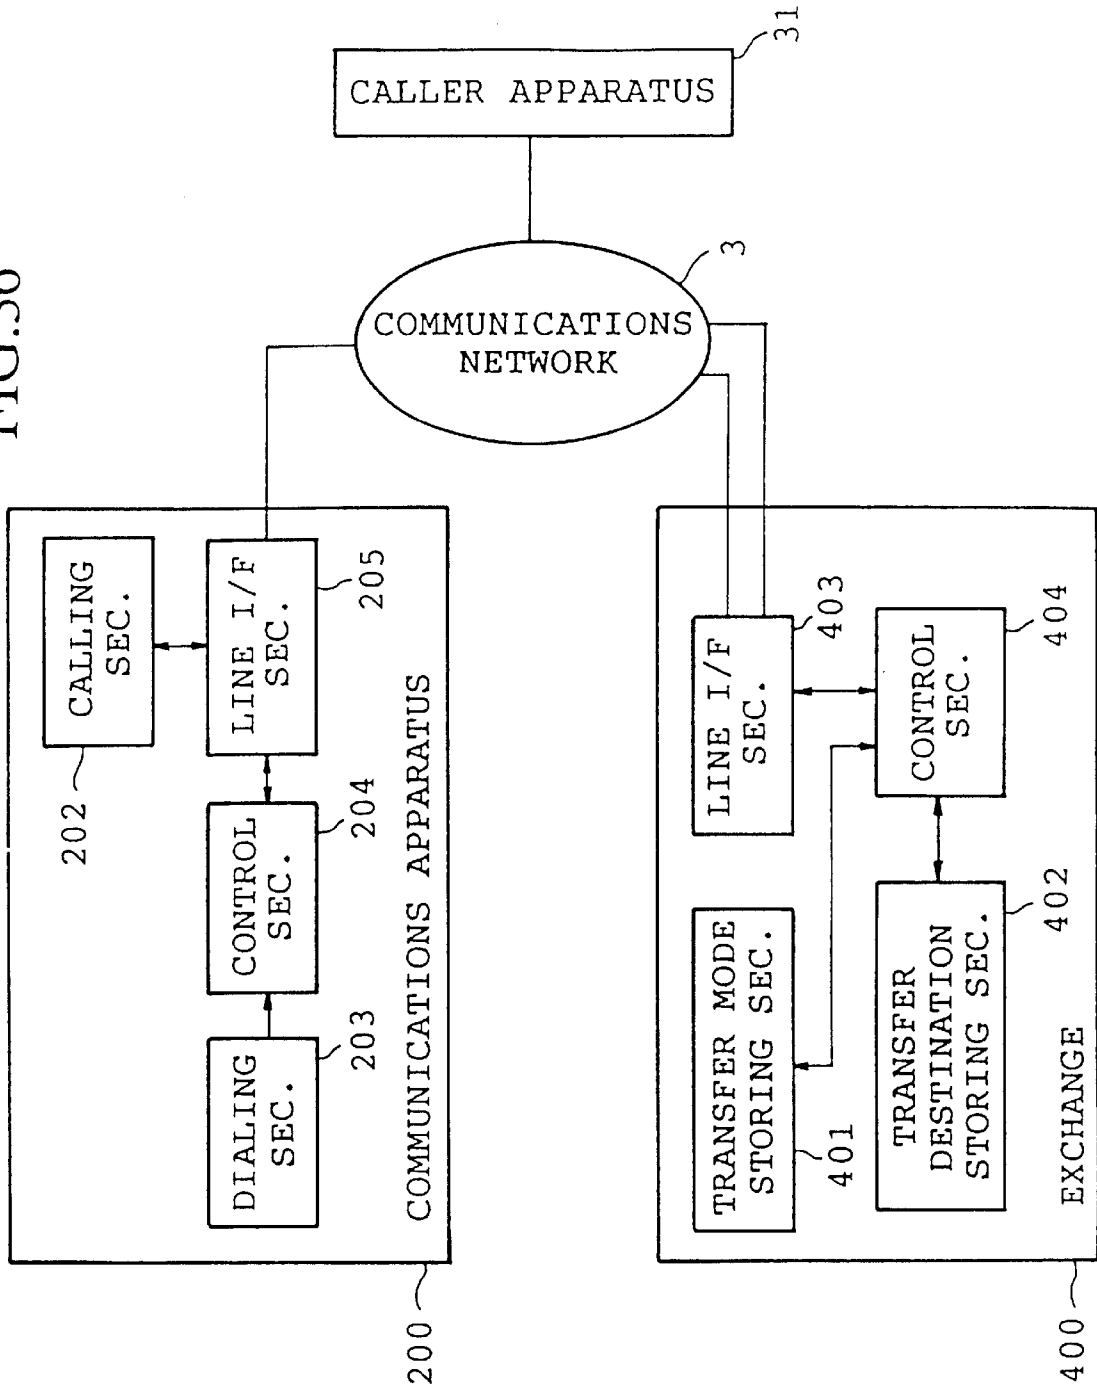 FIG.
200
COMMUNICATIONS APPARATUS
202
CALLING
SEC.
DIALING
SEC.
203
CONTROL
SEC.
204
LINE I/F
SEC.
205
400
EXCHANGE
TRANSFER MODE
STORING SEC.
401
LINE I/F
SEC.
403
TRANSFER
DESTINATION
STORING SEC.
402
CONTROL
SEC.
404
COMMUNICATIONS
NETWORK
3
CALLER APPARATUS
31